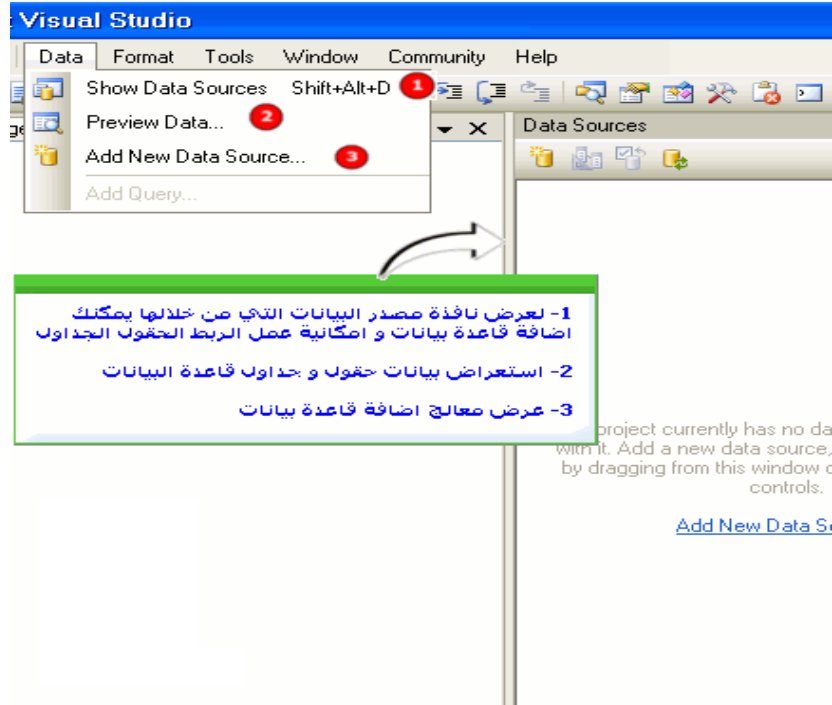 Visual Studio
Data Format Tools Window Community Help
Show Data Sources Shift+Alt+D 1
Preview Data... 2
Add New Data Source... 3
Add Query...
Data Sources
1- لعرض نافذة مصدر البيانات التي من خلالها يمكنك
اضافة قاعدة بيانات و امكانية عمل الربط الحقول الجداول
2- استعراض بيانات حقول و جداول قاعدة البيانات
3- عرض معالج اضافة قاعدة بيانات
project currently has no da
with it. Add a new data source,
by dragging from this window
controls.
Add New Data S